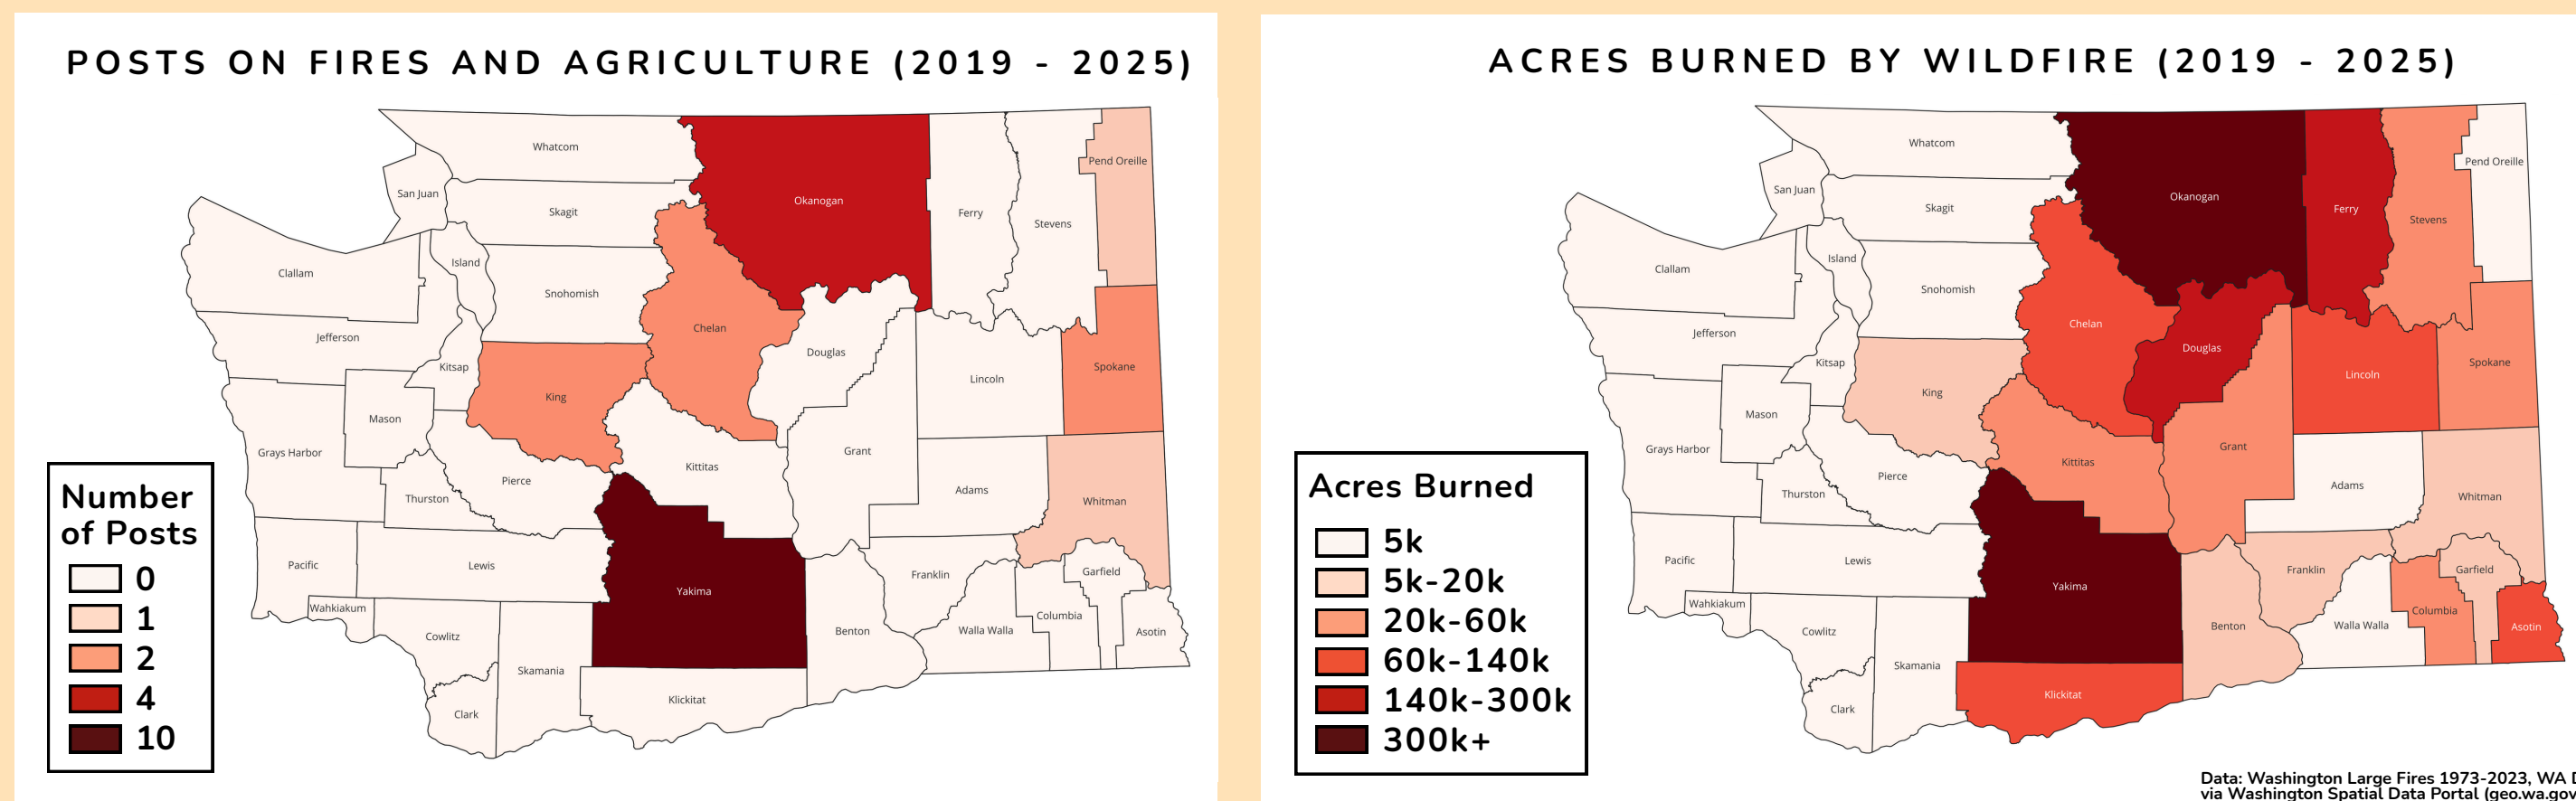 POSTS ON FIRES AND AGRICULTURE (2019 - 2025)
Whatcom
San Juan
Skagit
Okanogan
Ferry
Stevens
Pend Oreille
Clallam
Island
Snohomish
Chelan
Jefferson
Kitsap
King
Douglas
Lincoln
Spokane
Mason
Grays Harbor
Pierce
Kittitas
Grant
Adams
Whitman
Thurston
Pacific
Lewis
Yakima
Franklin
Garfield
Wahkiakum
Cowlitz
Benton
Walla Walla
Columbia
Asotin
Skamania
Klickitat
Clark
Number
of Posts
0
1
2
4
10
ACRES BURNED BY WILDFIRE (2019 - 2025)
Whatcom
San Juan
Skagit
Okanogan
Ferry
Stevens
Pend Oreille
Clallam
Island
Snohomish
Chelan
Jefferson
Kitsap
King
Douglas
Lincoln
Spokane
Mason
Grays Harbor
Pierce
Kittitas
Grant
Adams
Whitman
Thurston
Pacific
Lewis
Yakima
Franklin
Garfield
Wahkiakum
Cowlitz
Benton
Walla Walla
Columbia
Asotin
Skamania
Klickitat
Clark
Acres Burned
5k
5k-20k
20k-60k
60k-140k
140k-300k
300k+
Data: Washington Large Fires 1973-2023, WA
via Washington Spatial Data Portal (geo.wa.gov